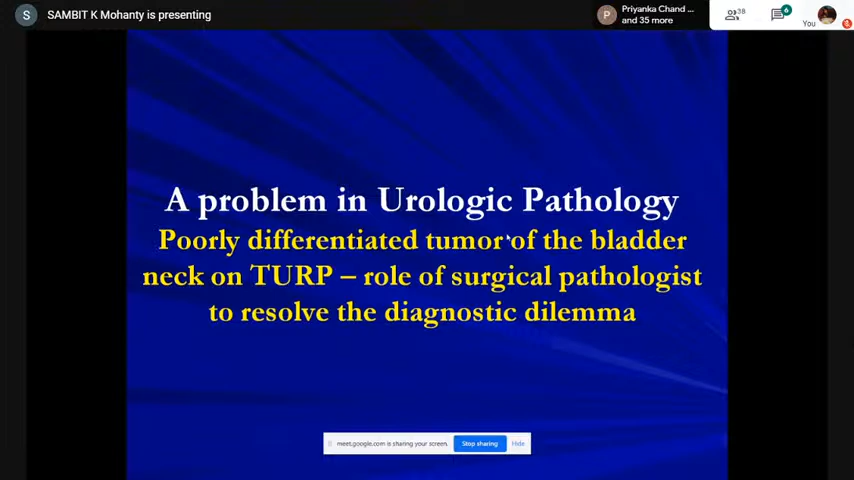 S SAMBIT K Mohanty is presenting
P Priyanka Chand ...
and 35 more
38
6
You
A problem in Urologic Pathology
Poorly differentiated tumor of the bladder
neck on TURP – role of surgical pathologist
to resolve the diagnostic dilemma
meet.google.com is sharing your screen. Stop sharing Hide